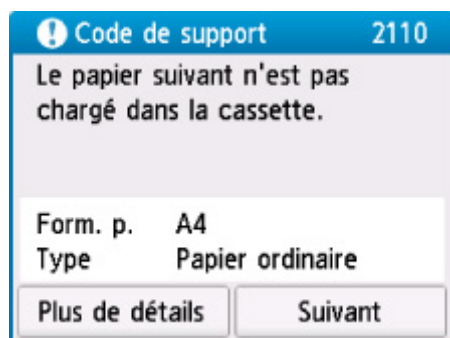 Code de support 2110
Le papier suivant n'est pas
chargé dans la cassette.
Form. p. A4
Type Papier ordinaire
Plus de détails Suivant